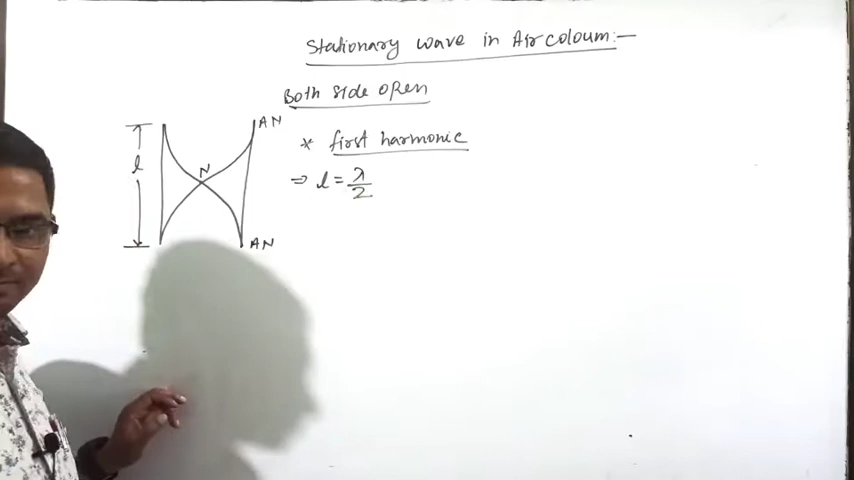 Stationary wave in Air coloum:-
Both side open
AN
* first harmonic
l
N
⇒ l = λ/2
AN